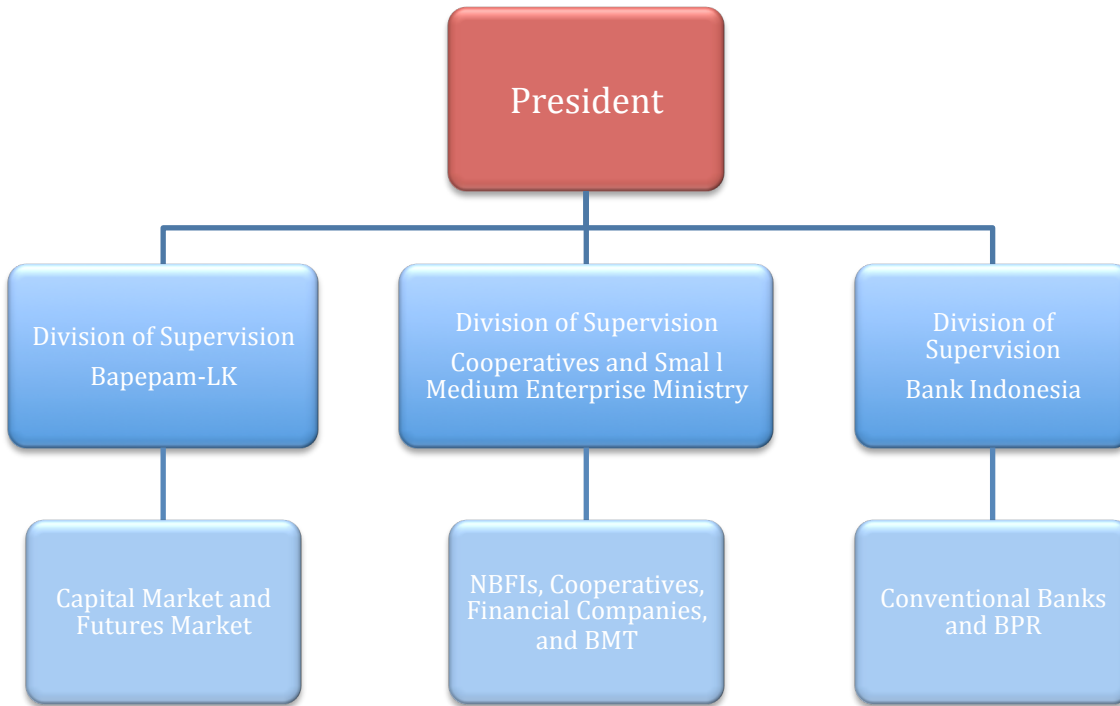 President
Division of Supervision
Bapepam-LK
Division of Supervision
Cooperatives and Smal l
Medium Enterprise Ministry
Division of
Supervision
Bank Indonesia
Capital Market and
Futures Market
NBFIs, Cooperatives,
Financial Companies,
and BMT
Conventional Banks
and BPR